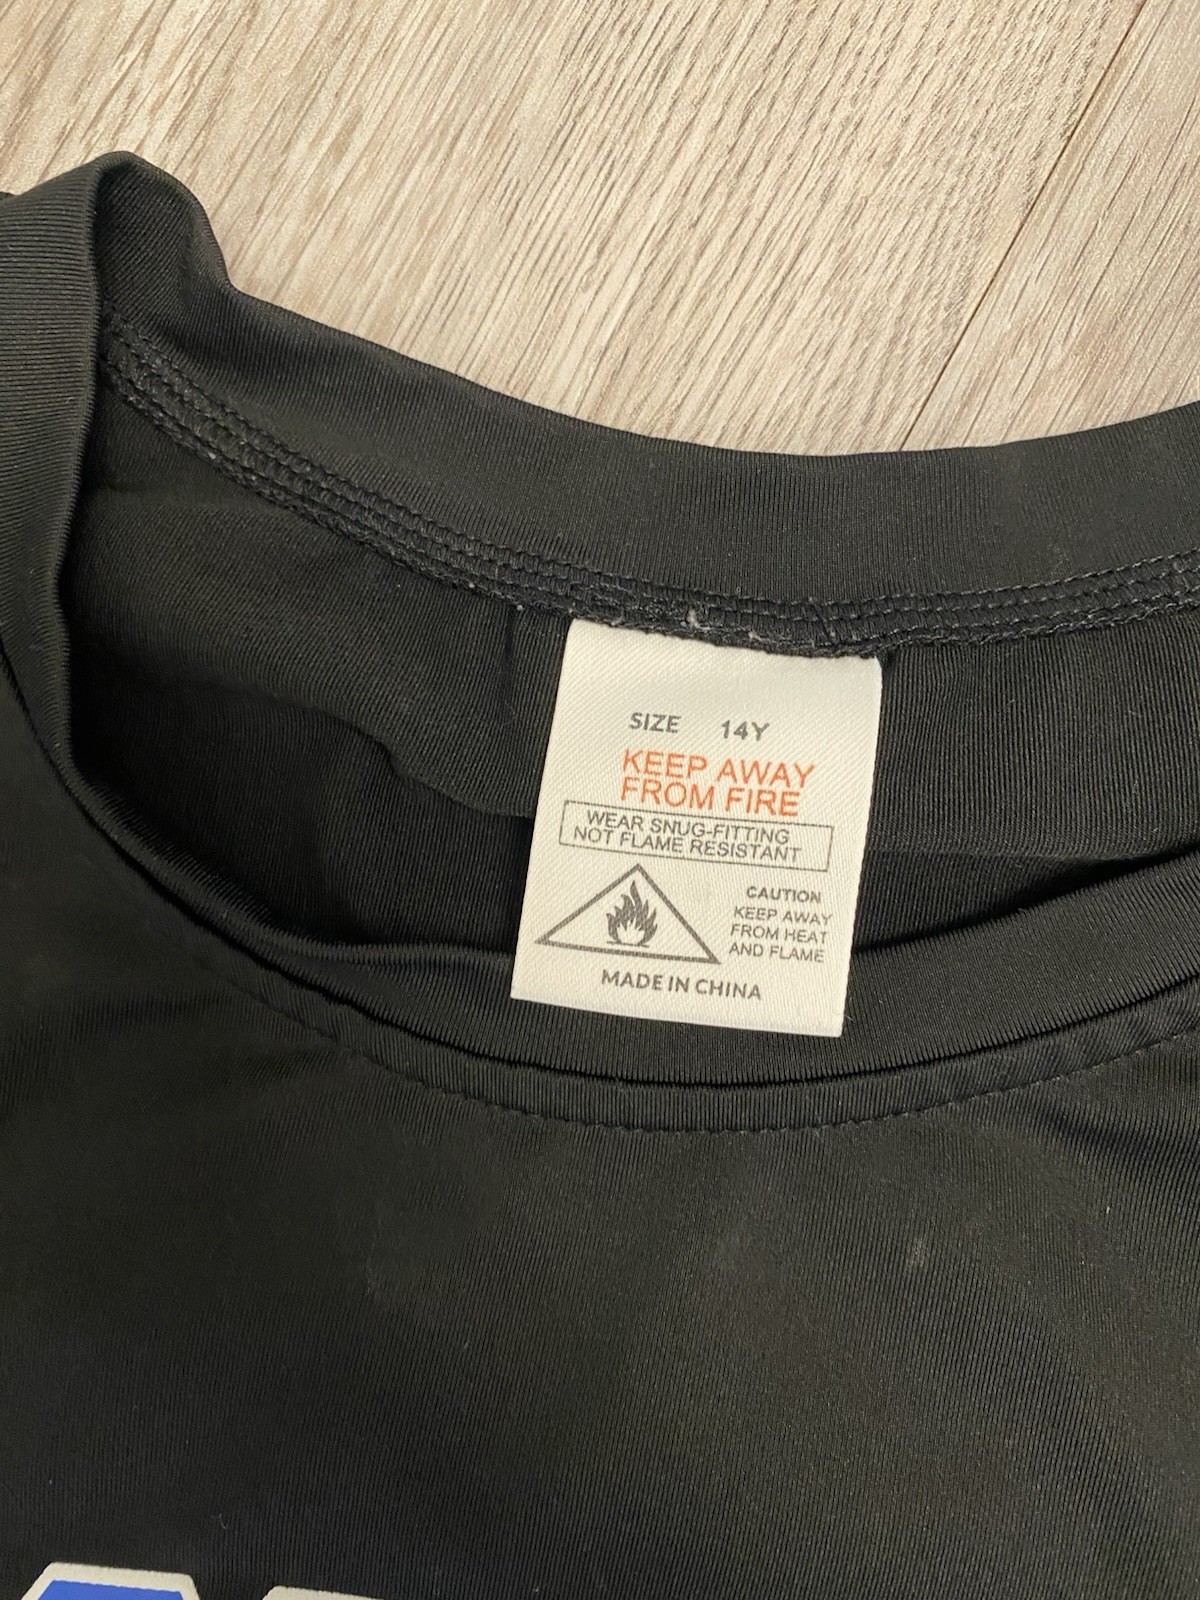 SIZE 14Y
KEEP AWAY
FROM FIRE
WEAR SNUG-FITTING
NOT FLAME RESISTANT
CAUTION
KEEP AWAY
FROM HEAT
AND FLAME
MADE IN CHINA